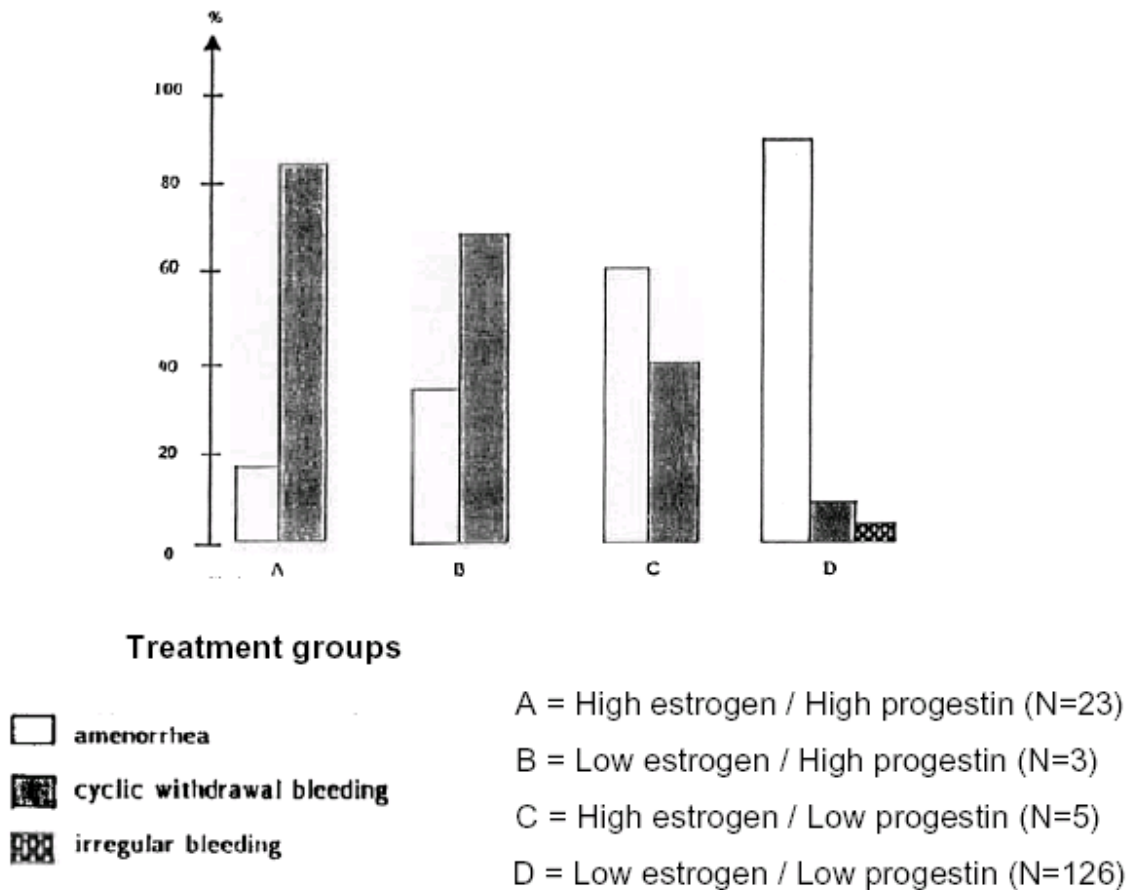 %
100
80
60
40
20
0
A B C D
Treatment groups
amenorrhea
cyclic withdrawal bleeding
irregular bleeding
A = High estrogen / High progestin (N=23)
B = Low estrogen / High progestin (N=3)
C = High estrogen / Low progestin (N=5)
D = Low estrogen / Low progestin (N=126)